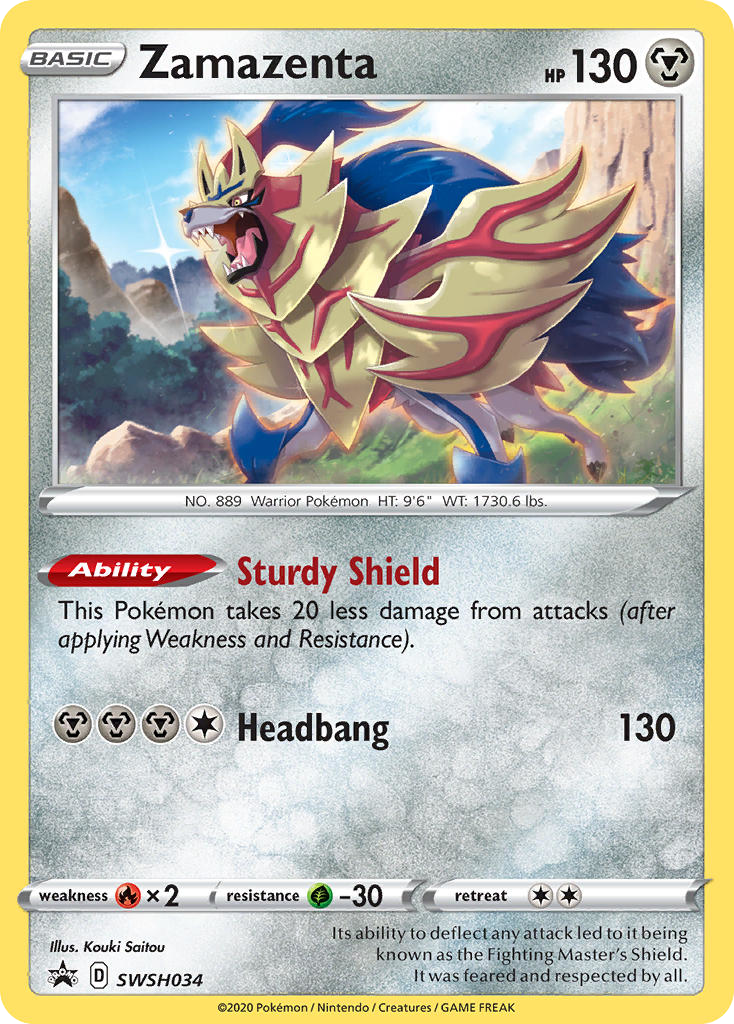 BASIC Zamazenta HP 130
NO. 889 Warrior Pokémon HT: 9'6" WT: 1730.6 lbs.
Ability Sturdy Shield
This Pokémon takes 20 less damage from attacks (after
applying Weakness and Resistance).
Headbang 130
weakness ×2 resistance -30 retreat
Illus. Kouki Saitou
Its ability to deflect any attack led to it being
known as the Fighting Master's Shield.
It was feared and respected by all.
D SWSH034
©2020 Pokémon / Nintendo / Creatures / GAME FREAK